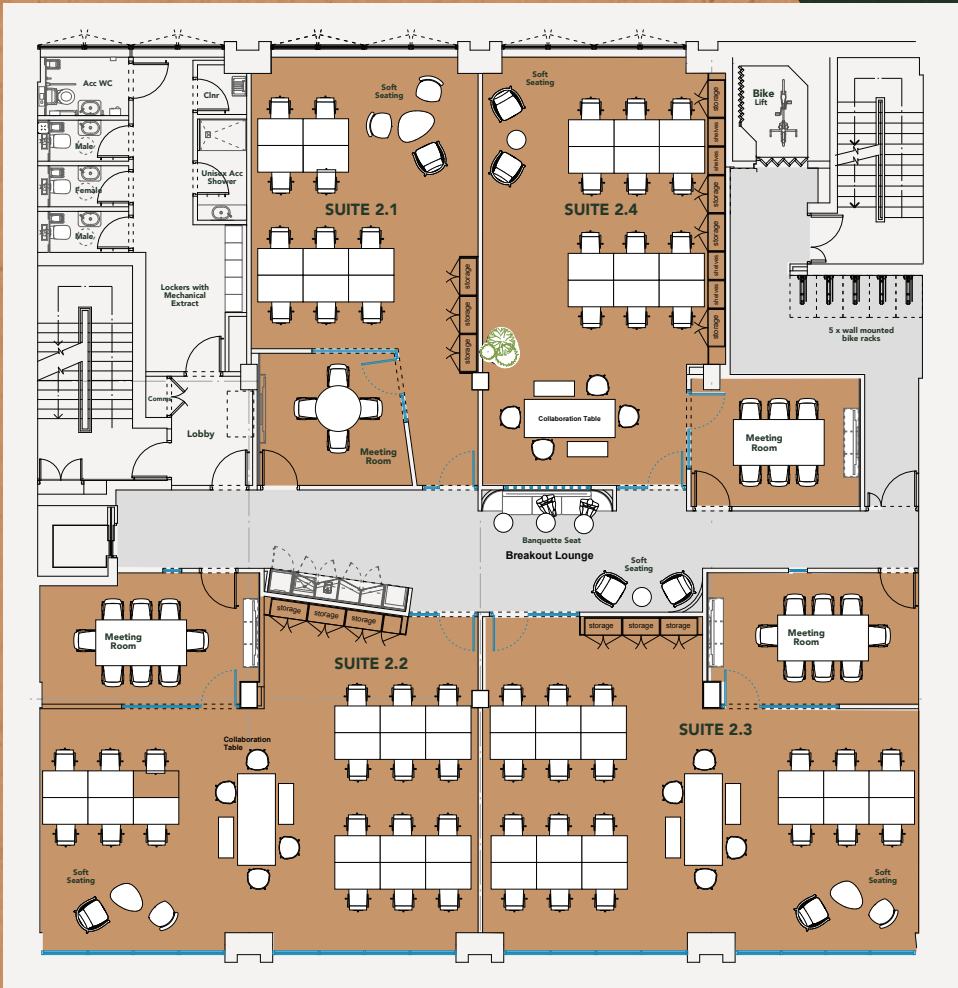 Acc WC
Clnr
Soft
Seating
Soft
Seating
storage
shelves
shelves
storage
storage
shelves
shelves
storage
Bike
Lift
Male
Female
Male
Unisex Acc
Shower
SUITE 2.1
SUITE 2.4
Lockers with
Mechanical
Extract
storage
storage
storage
5 x wall mounted
bike racks
Lobby
Meeting
Room
Collaboration Table
Meeting
Room
Banquette Seat
Breakout Lounge
Soft
Seating
storage
storage
storage
storage
storage
storage
storage
Meeting
Room
Meeting
Room
SUITE 2.2
SUITE 2.3
Collaboration
Table
Soft
Seating
Soft
Seating